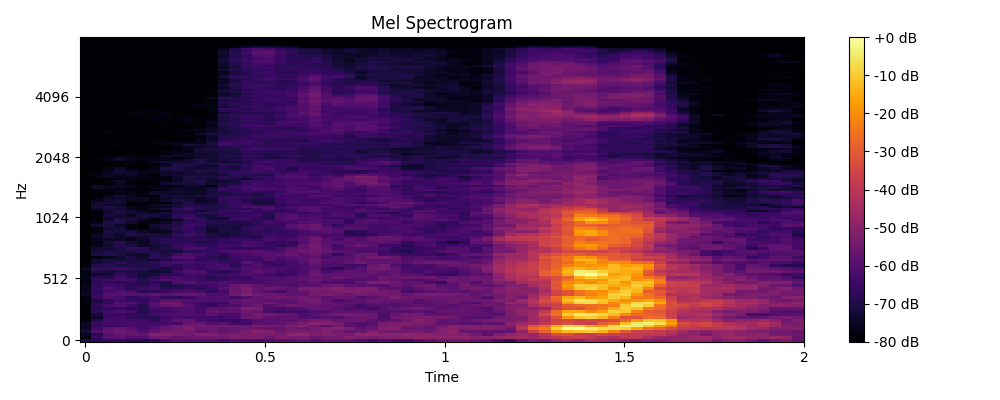 Mel Spectrogram
Hz
4096
2048
1024
512
0
0
0.5
1
1.5
2
Time
+0 dB
-10 dB
-20 dB
-30 dB
-40 dB
-50 dB
-60 dB
-70 dB
-80 dB